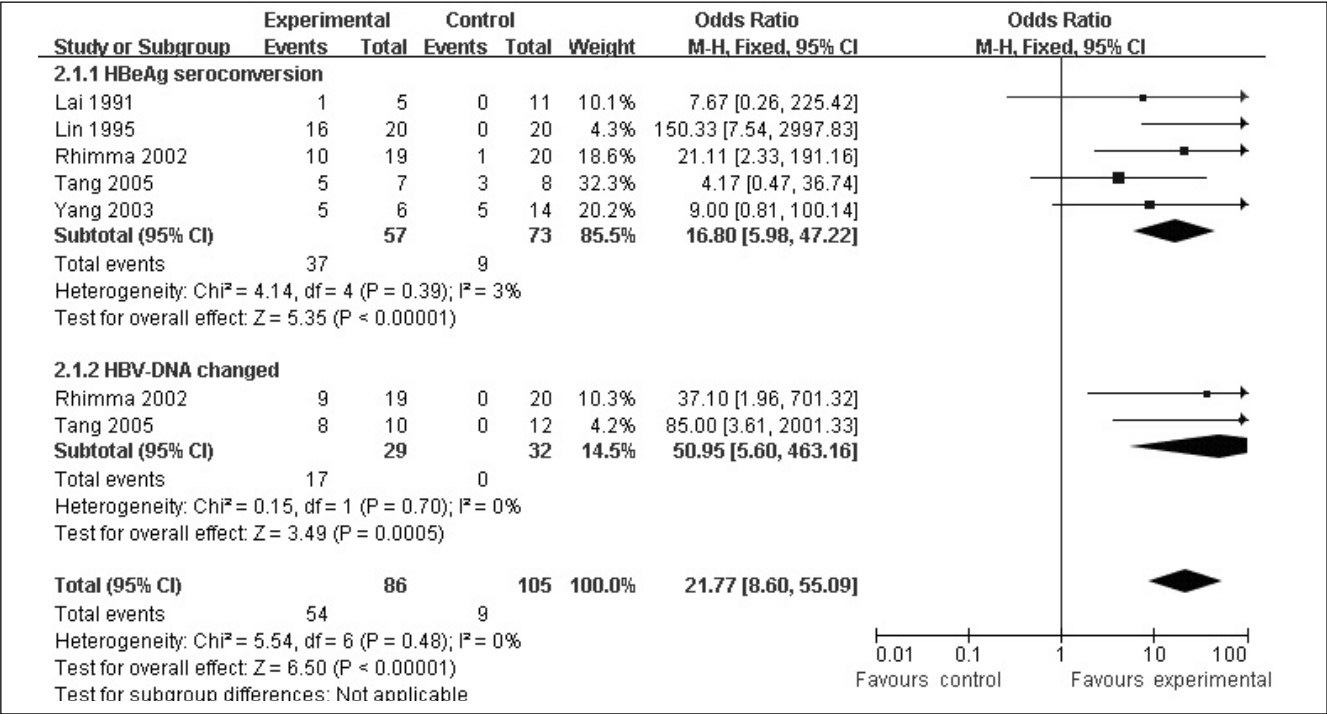 Experimental Control Odds Ratio Odds Ratio
Study or Subgroup Events Total Events Total Weight M-H, Fixed, 95% CI M-H, Fixed, 95% CI
2.1.1 HBeAg seroconversion
Lai 1991 1 5 0 11 10.1% 7.67 [0.26, 225.42]
Lin 1995 16 20 0 20 4.3% 150.33 [7.54, 2997.83]
Rhimma 2002 10 19 1 20 18.6% 21.11 [2.33, 191.16]
Tang 2005 5 7 3 8 32.3% 4.17 [0.47, 36.74]
Yang 2003 5 6 5 14 20.2% 9.00 [0.81, 100.14]
Subtotal (95% CI) 57 73 85.5% 16.80 [5.98, 47.22]
Total events 37 9
Heterogeneity: Chi² = 4.14, df = 4 (P = 0.39); I² = 3%
Test for overall effect: Z = 5.35 (P < 0.00001)
2.1.2 HBV-DNA changed
Rhimma 2002 9 19 0 20 10.3% 37.10 [1.96, 701.32]
Tang 2005 8 10 0 12 4.2% 85.00 [3.61, 2001.33]
Subtotal (95% CI) 29 32 14.5% 50.95 [5.60, 463.16]
Total events 17 0
Heterogeneity: Chi² = 0.15, df = 1 (P = 0.70); I² = 0%
Test for overall effect: Z = 3.49 (P = 0.0005)
Total (95% CI) 86 105 100.0% 21.77 [8.60, 55.09]
Total events 54 9
Heterogeneity: Chi² = 5.54, df = 6 (P = 0.48); I² = 0%
Test for overall effect: Z = 6.50 (P < 0.00001)
Test for subgroup differences: Not applicable
0.01 0.1 1 10 100
Favours control Favours experimental